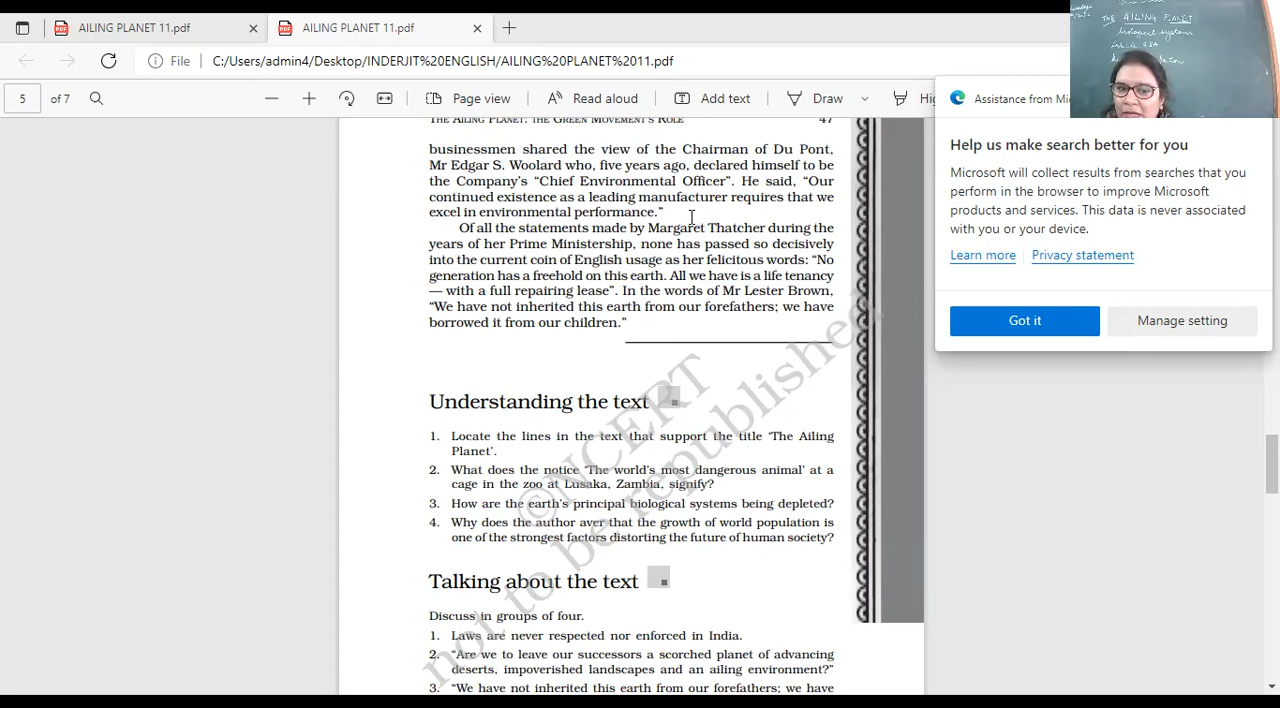 AILING PLANET 11.pdf
AILING PLANET 11.pdf
File C:/Users/admin4/Desktop/INDERJIT%20ENGLISH/AILING%20PLANET%2011.pdf
5 of 7 Page view Read aloud Add text Draw
THE AILING PLANET: THE GREEN MOVEMENT'S ROLE 47
businessmen shared the view of the Chairman of Du Pont,
Mr Edgar S. Woolard who, five years ago, declared himself to be
the Company's “Chief Environmental Officer”. He said, “Our
continued existence as a leading manufacturer requires that we
excel in environmental performance.”
Of all the statements made by Margaret Thatcher during the
years of her Prime Ministership, none has passed so decisively
into the current coin of English usage as her felicitous words: “No
generation has a freehold on this earth. All we have is a life tenancy
— with a full repairing lease”. In the words of Mr Lester Brown,
“We have not inherited this earth from our forefathers; we have
borrowed it from our children.”
Understanding the text
1. Locate the lines in the text that support the title ‘The Ailing
Planet’.
2. What does the notice ‘The world's most dangerous animal’ at a
cage in the zoo at Lusaka, Zambia, signify?
3. How are the earth's principal biological systems being depleted?
4. Why does the author aver that the growth of world population is
one of the strongest factors distorting the future of human society?
Talking about the text
Discuss in groups of four.
1. Laws are never respected nor enforced in India.
2. “Are we to leave our successors a scorched planet of advancing
deserts, impoverished landscapes and an ailing environment?”
3. “We have not inherited this earth from our forefathers; we have
©NCERT
not to be republished
THE AILING PLANET
biological systems
Assistance from Mi
Help us make search better for you
Microsoft will collect results from searches that you
perform in the browser to improve Microsoft
products and services. This data is never associated
with you or your device.
Learn more Privacy statement
Got it Manage setting